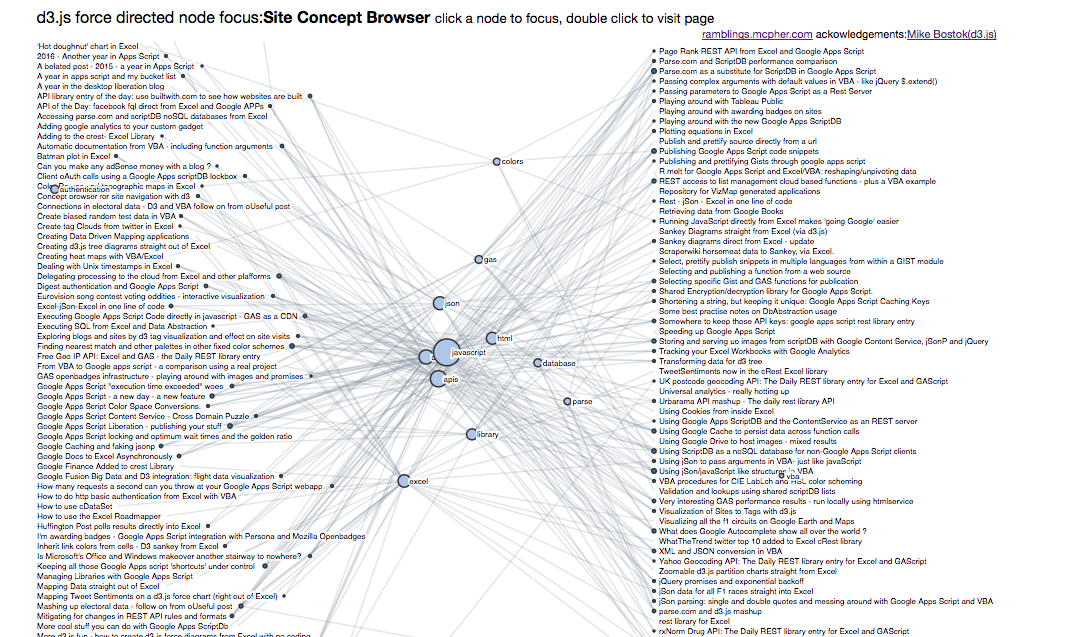 d3.js force directed node focus:Site Concept Browser click a node to focus, double click to visit page
ramblings.mcpher.com ackowledgements:Mike Bostok(d3.js)
'Hot doughnut' chart in Excel
2016 - Another year in Apps Script
A belated post - 2015 - a year in Apps Script
A year in apps script and my bucket list
A year in the desktop liberation blog
API library entry of the day: use builtwith.com to see how websites are built
API of the Day: facebook fql direct from Excel and Google APPs
Accessing parse.com and scriptDB noSQL databases from Excel
Adding google analytics to your custom gadget
Adding to the crest- Excel Library
Automatic documentation from VBA - including function arguments
Batman plot in Excel
Can you make any adSense money with a blog ?
Client oAuth calls using a Google Apps scriptDB lockbox
authentication
topographic maps in Excel
Concept browser for site navigation with d3
Connections in electoral data - D3 and VBA follow on from oUseful post
Create biased random test data in VBA
Create tag Clouds from twitter in Excel
Creating Data Driven Mapping applications
Creating d3.js tree diagrams straight out of Excel
Creating heat maps with VBA/Excel
Dealing with Unix timestamps in Excel
Delegating processing to the cloud from Excel and other platforms
Digest authentication and Google Apps Script
Eurovision song contest voting oddities - interactive visualization
Excel-jSon-Excel in one line of code
Executing Google Apps Script Code directly in javascript - GAS as a CDN
Executing SQL from Excel and Data Abstraction
Exploring blogs and sites by d3 tag visualization and effect on site visits
Finding nearest match and other palettes in other fixed color schemes
Free Geo IP API: Excel and GAS - the Daily REST library entry
From VBA to Google apps script - a comparison using a real project
GAS openbadges infrastructure - playing around with images and promises
Google Apps Script "execution time exceeded" woes
Google Apps Script - a new day - a new feature
Google Apps Script Color Space Conversions.
Google Apps Script Content Service - Cross Domain Puzzle
Google Apps Script Liberation - publishing your stuff
Google Apps Script locking and optimum wait times and the golden ratio
Google Caching and faking jsonp
Google Docs to Excel Asynchronously
Google Finance Added to crest Library
Google Fusion Big Data and D3 integration: flight data visualization
How many requests a second can you throw at your Google Apps Script webapp
How to do http basic authentication from Excel with VBA
How to use cDataSet
How to use the Excel Roadmapper
Huffington Post polls results directly into Excel
I'm awarding badges - Google Apps Script integration with Persona and Mozilla Openbadges
Inherit link colors from cells - D3 sankey from Excel
Is Microsoft's Office and Windows makeover another stairway to nowhere?
Keeping all those Google Apps script 'shortcuts' under control
Managing Libraries with Google Apps Script
Mapping Data straight out of Excel
Mapping Tweet Sentiments on a d3.js force chart (right out of Excel)
Mashing up electoral data - follow on from oUseful post
Mitigating for changes in REST API rules and formats
More cool stuff you can do with Google Apps ScriptDb
More d3.js fun - how to create d3.js force diagrams from Excel with no coding
colors
gas
json
html
javascript
database
apis
parse
library
excel
Page Rank REST API from Excel and Google Apps Script
Parse.com and ScriptDB performance comparison
Parse.com as a substitute for ScriptDB in Google Apps Script
Passing complex arguments with default values in VBA - like jQuery $.extend()
Passing parameters to Google Apps Script as a Rest Server
Playing around with Tableau Public
Playing around with awarding badges on sites
Playing around with the new Google Apps ScriptDB
Plotting equations in Excel
Publish and prettify source directly from a url
Publishing Google Apps Script code snippets
Publishing and prettifying Gists through google apps script
R melt for Google Apps Script and Excel/VBA: reshaping/unpivoting data
REST access to list management cloud based functions - plus a VBA example
Repository for VizMap generated applications
Rest - jSon - Excel in one line of code
Retrieving data from Google Books
Running JavaScript directly from Excel makes 'going Google' easier
Sankey Diagrams straight from Excel (via d3.js)
Sankey diagrams direct from Excel - update
Scraperwiki horsemeat data to Sankey, via Excel.
Select, prettify publish snippets in multiple languages from within a GIST module
Selecting and publishing a function from a web source
Selecting specific Gist and GAS functions for publication
Shared Encryption/decryption library for Google Apps Script.
Shortening a string, but keeping it unique: Google Apps Script Caching Keys
Some best practise notes on DbAbstraction usage
Somewhere to keep those API keys: google apps script rest library entry
Speeding up Google Apps Script
Storing and serving up images from scriptDB with Google Content Service, jSonP and jQuery
Tracking your Excel Workbooks with Google Analytics
Transforming data for d3 tree
TweetSentiments now in the cRest Excel library
UK postcode geocoding API: The Daily REST library entry for Excel and GAScript
Universal analytics - really hotting up
Urbarama API mashup - The daily rest library API
Using Cookies from inside Excel
Using Google Apps ScriptDB and the ContentService as an REST server
Using Google Cache to persist data across function calls
Using Google Drive to host images - mixed results
Using ScriptDB as a noSQL database for non-Google Apps Script clients
Using jSon to pass arguments in VBA- just like javaScript
Using jSon/javaScript like structures in VBA
vba
VBA procedures for CIE LabLch and HSL color scheming
Validation and lookups using shared scriptDB lists
Very interesting GAS performance results - run locally using htmlservice
Visualization of Sites to Tags with d3.js
Visualizing all the f1 circuits on Google Earth and Maps
What does Google Autocomplete show all over the world ?
WhatTheTrend twitter top 10 added to Excel cRest library
XML and JSON conversion in VBA
Yahoo Geocoding API: The Daily REST library entry for Excel and GAScript
Zoomable d3.js partition charts straight from Excel
jQuery promises and exponential backoff
jSon data for all F1 races straight into Excel
jSon parsing: single and double quotes and messing around with Google Apps Script and VBA
parse.com and d3.js mashup
rest library for Excel
rxNorm Drug API: The Daily REST library entry for Excel and GAScript